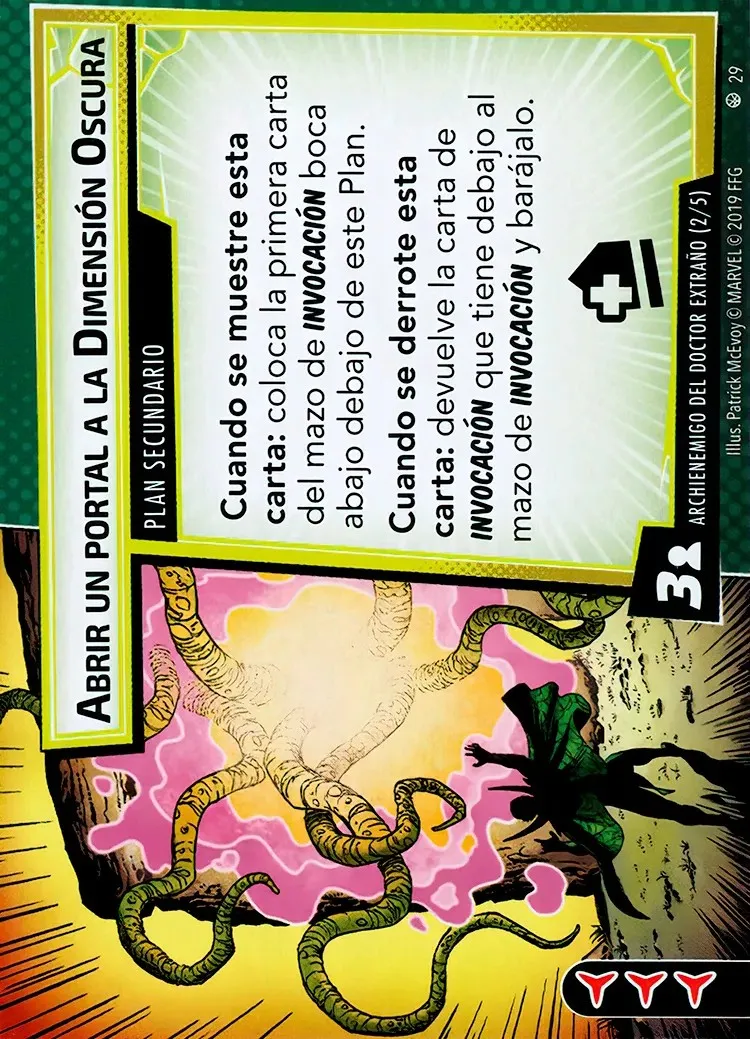 ABRIR UN PORTAL A LA DIMENSIÓN OSCURA
PLAN SECUNDARIO
Cuando se muestre esta
carta: coloca la primera carta
del mazo de INVOCACIÓN boca
abajo debajo de este Plan.
Cuando se derrote esta
carta: devuelve la carta de
INVOCACIÓN que tiene debajo al
mazo de INVOCACIÓN y barájalo.
3
ARCHIENEMIGO DEL DOCTOR EXTRAÑO (2/5)
Illus. Patrick McEvoy © MARVEL © 2019 FFG 29